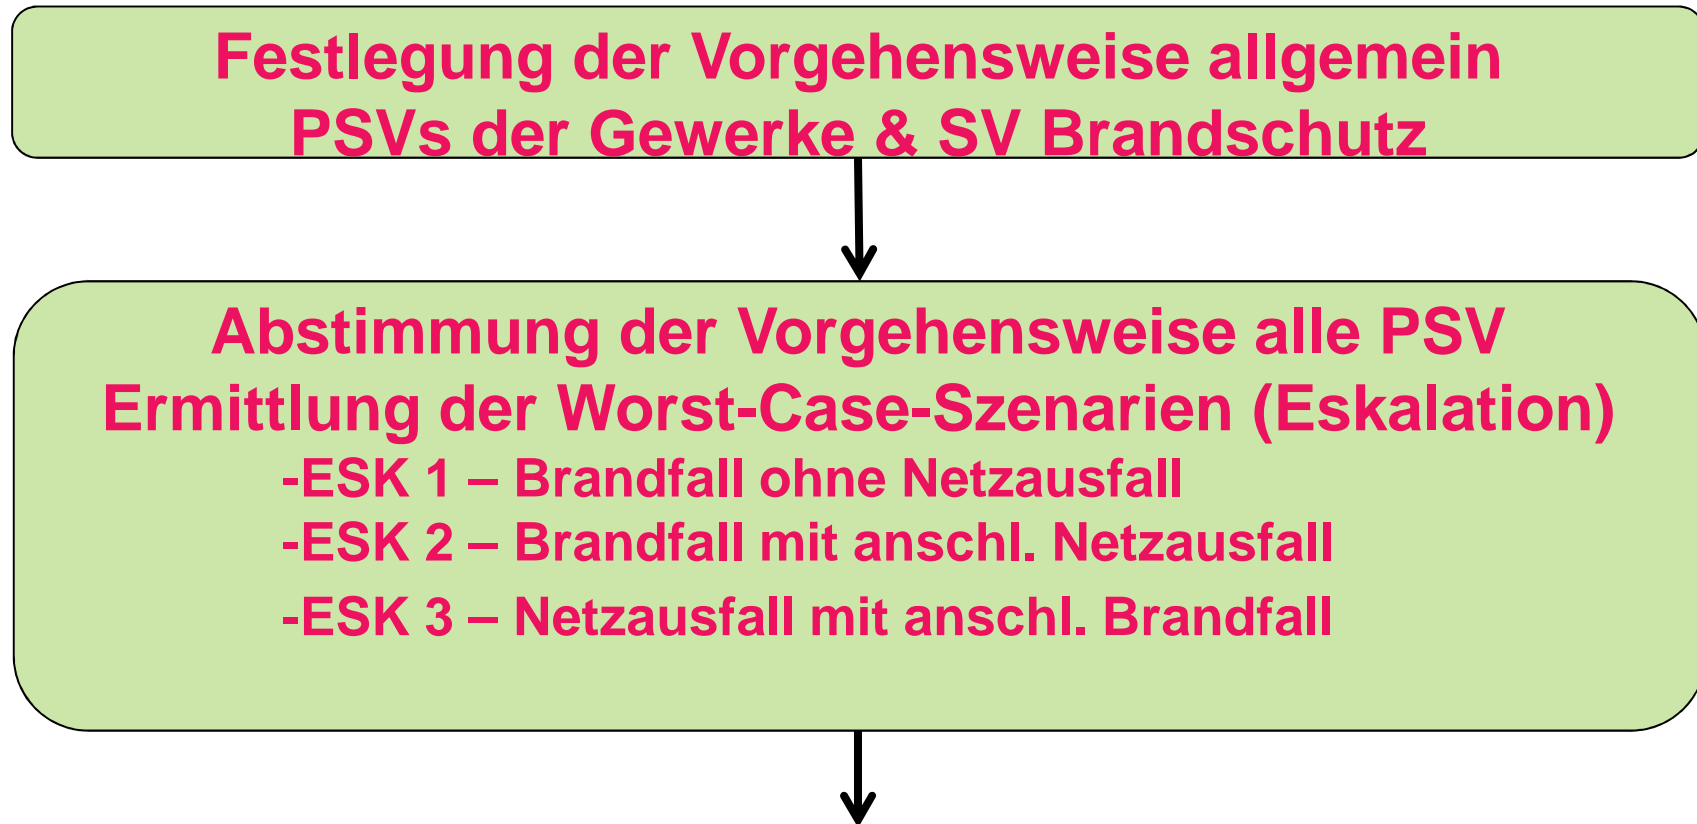 Festlegung der Vorgehensweise allgemein
PSVs der Gewerke & SV Brandschutz
Abstimmung der Vorgehensweise alle PSV
Ermittlung der Worst-Case-Szenarien (Eskalation)
-ESK 1 – Brandfall ohne Netzausfall
-ESK 2 – Brandfall mit anschl. Netzausfall
-ESK 3 – Netzausfall mit anschl. Brandfall